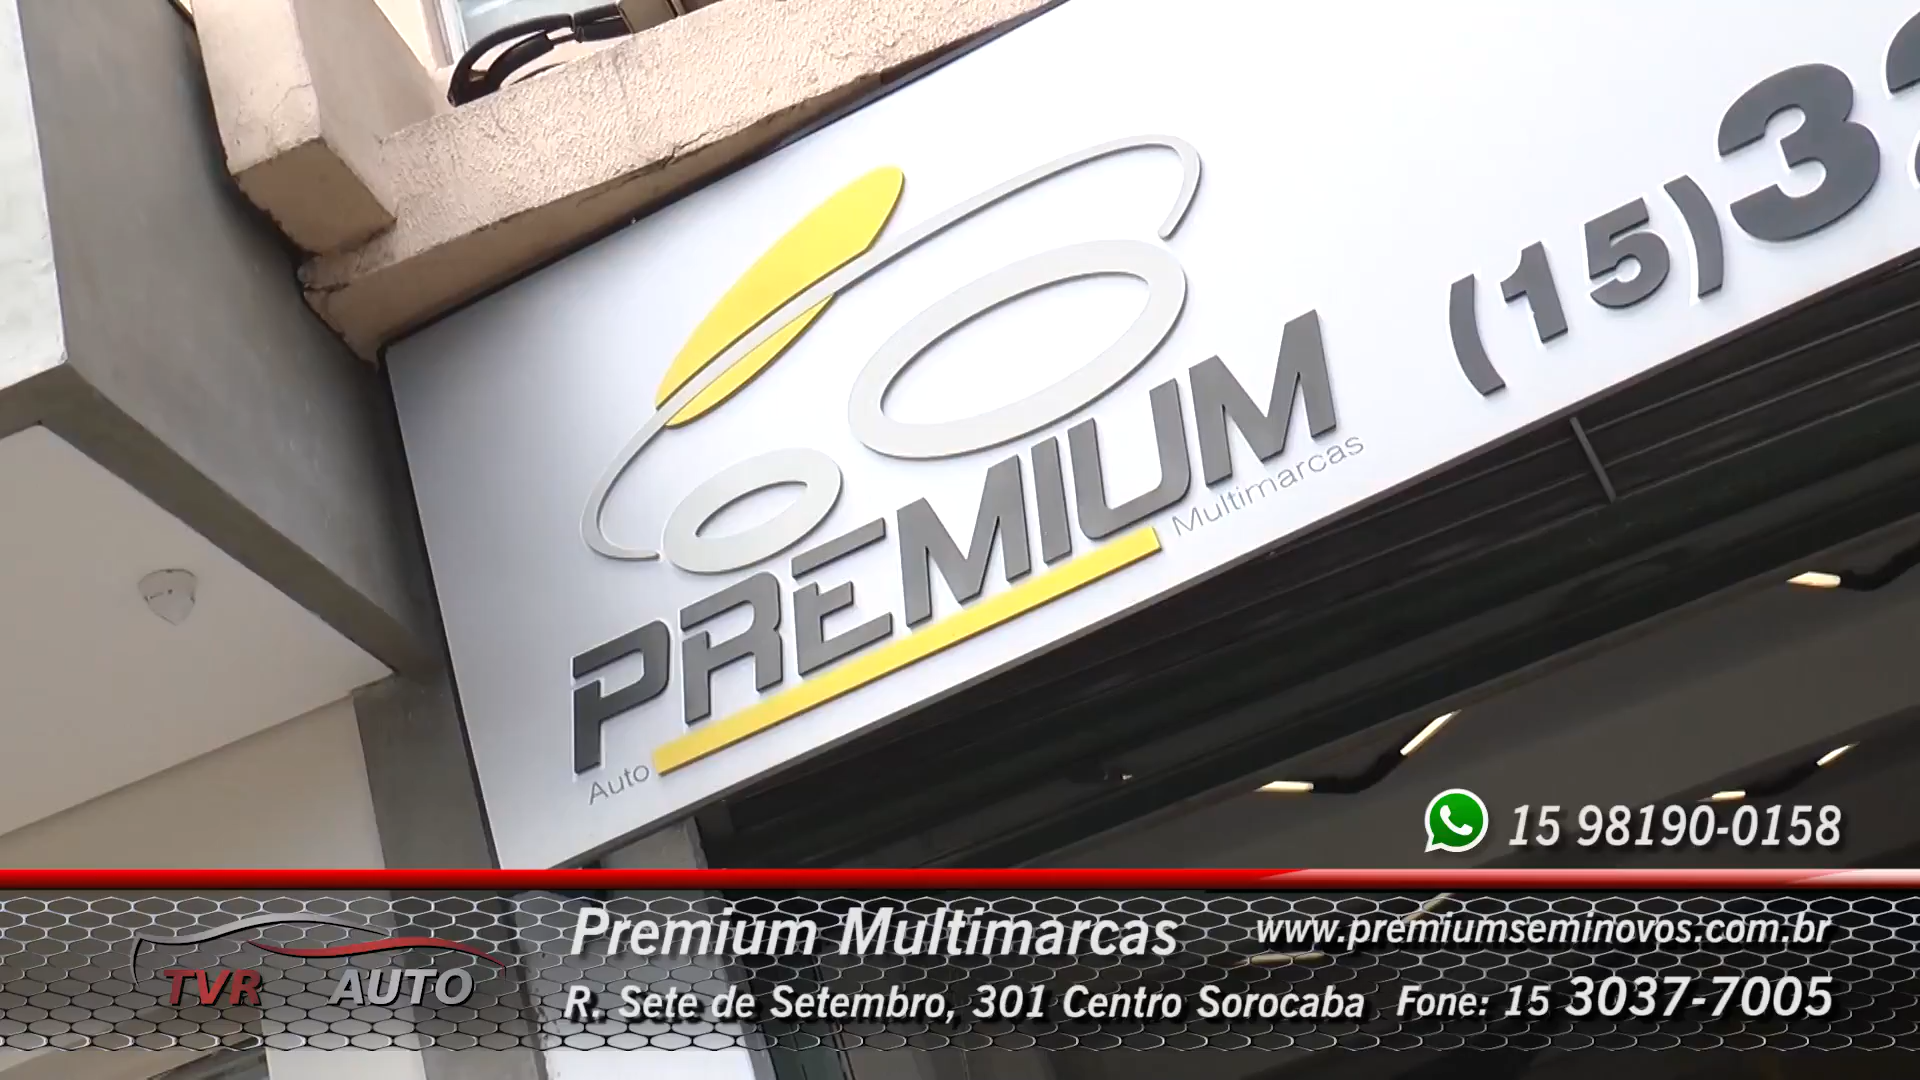 (15)32
PREMIUM
Auto
Multimarcas
15 98190-0158
TVR AUTO
Premium Multimarcas
www.premiumseminovos.com.br
R. Sete de Setembro, 301 Centro Sorocaba
Fone: 15 3037-7005